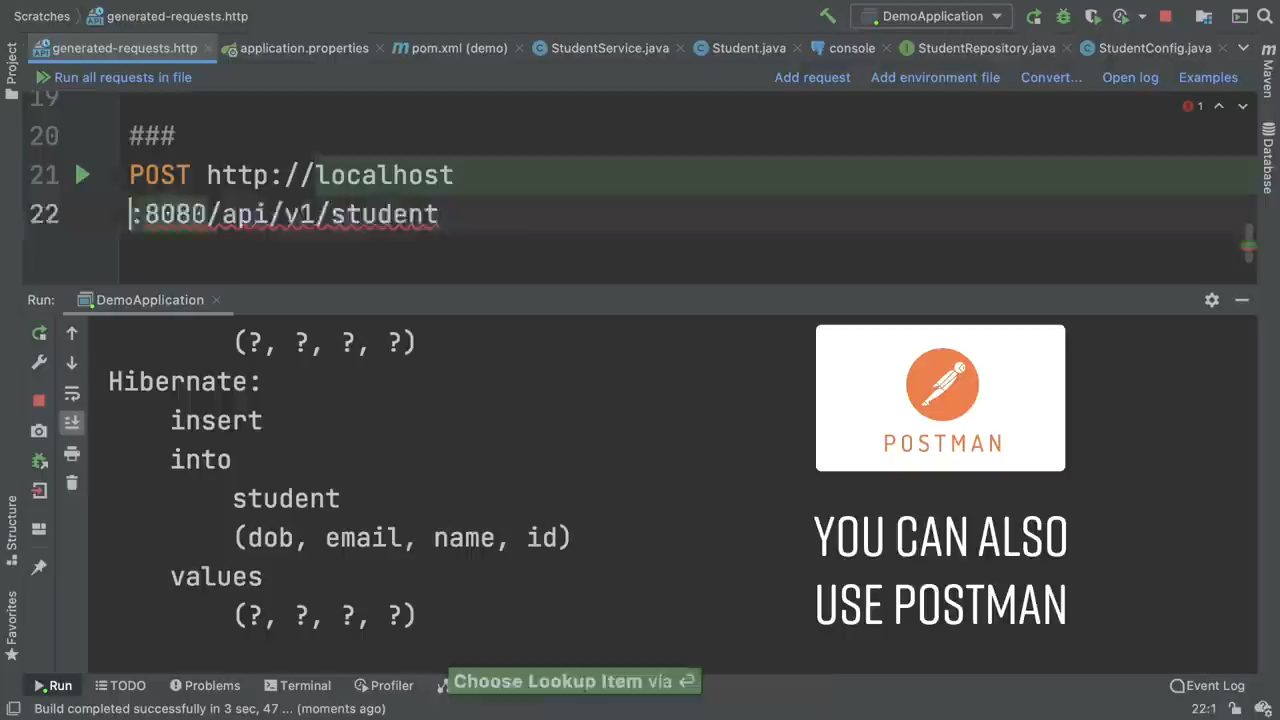 Scratches generated-requests.http DemoApplication
generated-requests.http application.properties pom.xml (demo) StudentService.java Student.java console StudentRepository.java StudentConfig.java
Run all requests in file Add request Add environment file Convert... Open log Examples
19 1
20 ###
21 POST http://localhost
22 :8080/api/v1/student
Project
Maven
Database
Run: DemoApplication
(?, ?, ?, ?)
Hibernate:
insert
into
student
(dob, email, name, id)
values
(?, ?, ?, ?)
POSTMAN
YOU CAN ALSO
USE POSTMAN
Structure
Favorites
Choose Lookup Item via ⏎
Run TODO Problems Terminal Profiler Event Log
Build completed successfully in 3 sec, 47 ... (moments ago) 22:1